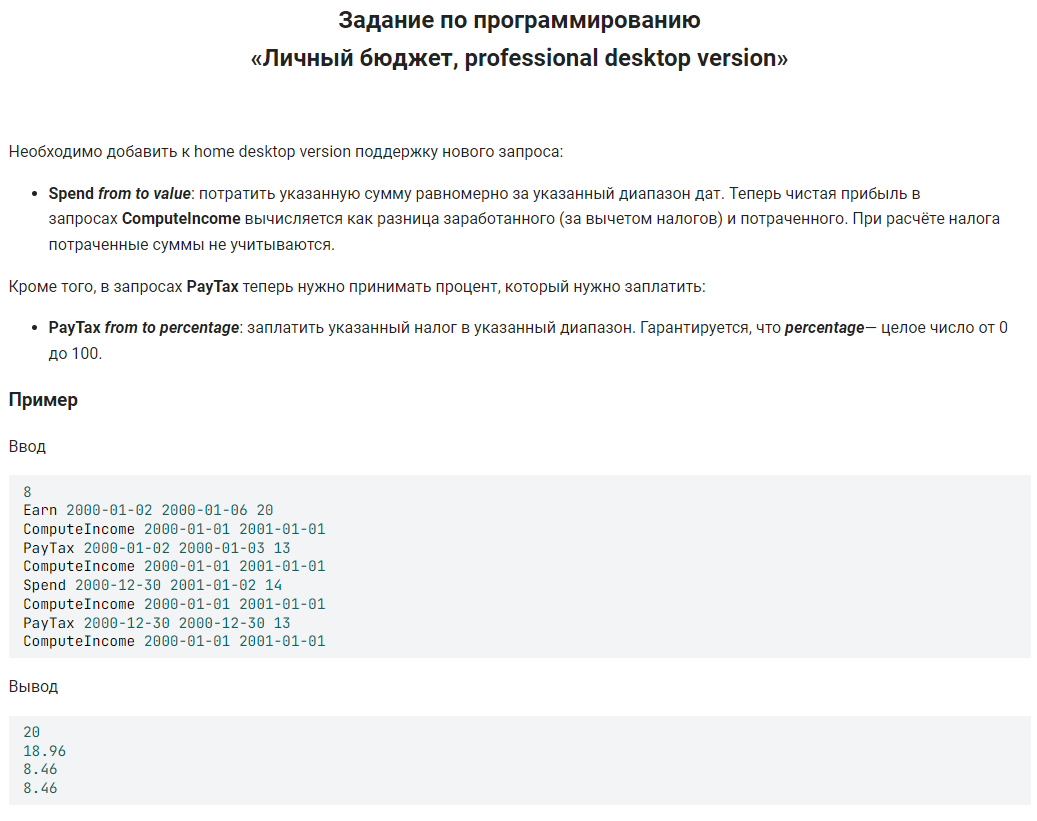 Задание по программированию
«Личный бюджет, professional desktop version»
Необходимо добавить к home desktop version поддержку нового запроса:
• Spend from to value: потратить указанную сумму равномерно за указанный диапазон дат. Теперь чистая прибыль в
запросах ComputeIncome вычисляется как разница заработанного (за вычетом налогов) и потраченного. При расчёте налога
потраченные суммы не учитываются.
Кроме того, в запросах PayTax теперь нужно принимать процент, который нужно заплатить:
• PayTax from to percentage: заплатить указанный налог в указанный диапазон. Гарантируется, что percentage— целое число от 0
до 100.
Пример
Ввод
8
Earn 2000-01-02 2000-01-06 20
ComputeIncome 2000-01-01 2001-01-01
PayTax 2000-01-02 2000-01-03 13
ComputeIncome 2000-01-01 2001-01-01
Spend 2000-12-30 2001-01-02 14
ComputeIncome 2000-01-01 2001-01-01
PayTax 2000-12-30 2000-12-30 13
ComputeIncome 2000-01-01 2001-01-01
Вывод
20
18.96
8.46
8.46